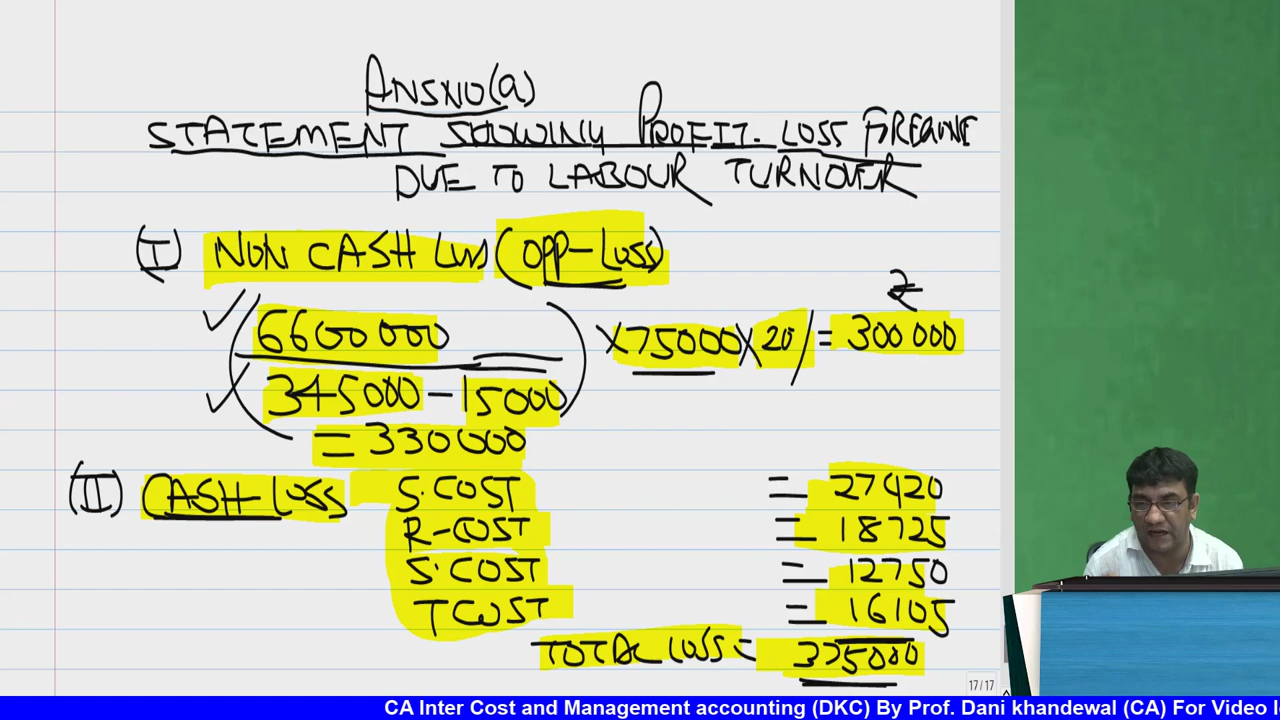 ANSNO(a)
STATEMENT SHOWING PROFIT LOSS FOREGONE
DUE TO LABOUR TURNOVER
(I) NON CASH Loss (OPP-Loss)
₹
6600000
345000 - 15000
×75000×20/ = 300000
= 330000
(II) CASH-Loss S.COST = 27420
R-COST = 18725
S.COST = 12750
T COST = 16105
TOTAL LOSS = 375000
17/17
CA Inter Cost and Management accounting (DKC) By Prof. Dani khandewal (CA) For Video l